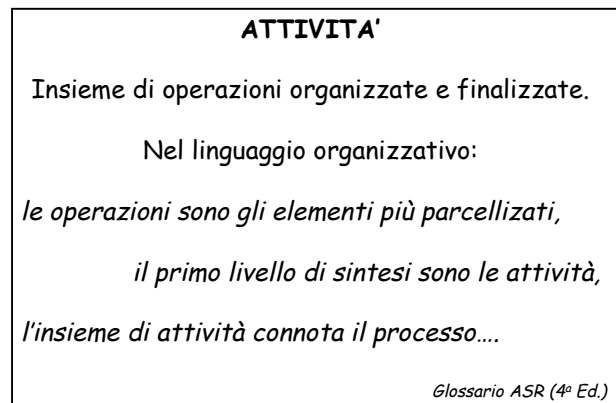 ATTIVITA’
Insieme di operazioni organizzate e finalizzate.
Nel linguaggio organizzativo:
le operazioni sono gli elementi più parcellizati,
il primo livello di sintesi sono le attività,
l’insieme di attività connota il processo….
Glossario ASR (4ª Ed.)